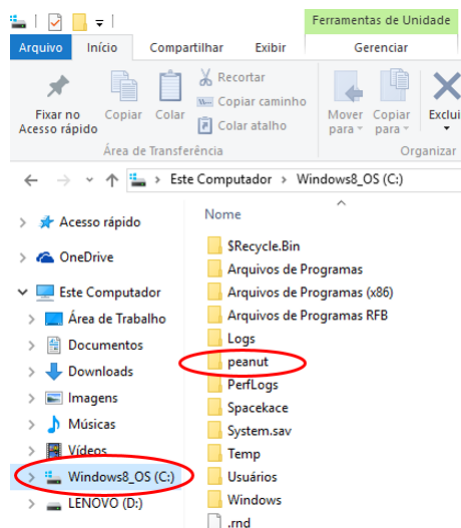 Ferramentas de Unidade
Arquivo Início Compartilhar Exibir Gerenciar
Fixar no Acesso rápido
Copiar
Colar
Recortar
Copiar caminho
Colar atalho
Mover para
Copiar para
Exclui
Área de Transferência
Organizar
Este Computador > Windows8_OS (C:) >
Acesso rápido
OneDrive
Este Computador
Área de Trabalho
Documentos
Downloads
Imagens
Músicas
Vídeos
Windows8_OS (C:)
LENOVO (D:)
Nome
$Recycle.Bin
Arquivos de Programas
Arquivos de Programas (x86)
Arquivos de Programas RFB
Logs
peanut
PerfLogs
Spacekace
System.sav
Temp
Usuários
Windows
.rnd